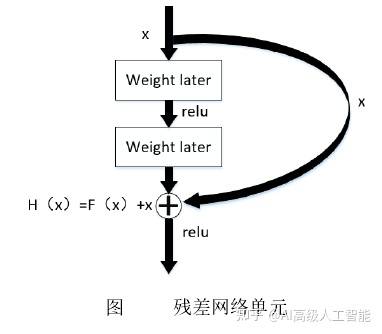 x
Weight later
relu
x
Weight later
H（x）=F（x）+x
relu
图 残差网络单元
知乎 @AI高级人工智能